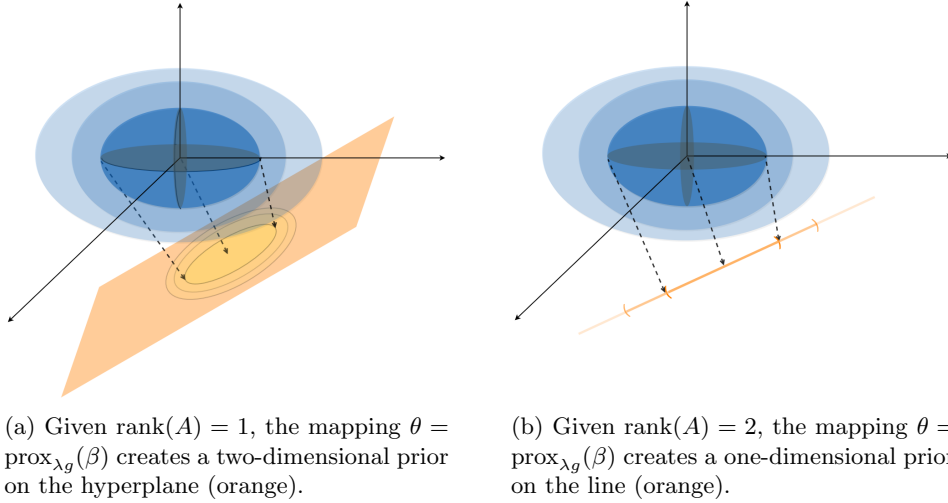 (a) Given rank(A) = 1, the mapping θ =
prox_{λg}(β) creates a two-dimensional prior
on the hyperplane (orange).
(b) Given rank(A) = 2, the mapping θ =
prox_{λg}(β) creates a one-dimensional prior
on the line (orange).